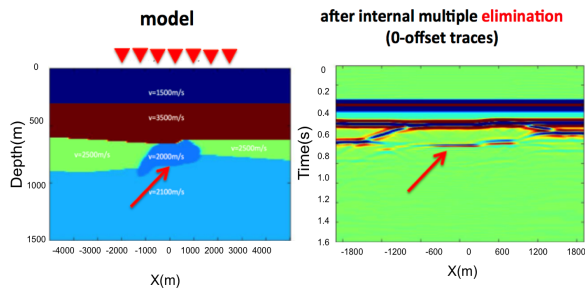 model
after internal multiple elimination
(0-offset traces)
0
500
1000
1500
Depth(m)
v=1500m/s
v=3500m/s
v=2500m/s
v=2000m/s
v=2500m/s
v=2100m/s
-4000 -3000 -2000 -1000 0 1000 2000 3000 4000
X(m)
0
0.2
0.4
0.6
0.8
1.0
1.2
1.4
1.6
Time(s)
-1800 -1200 -600 0 600 1200 1800
X(m)